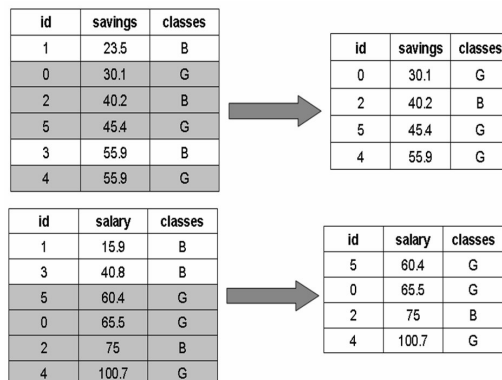 id savings classes
1 23.5 B
0 30.1 G
2 40.2 B
5 45.4 G
3 55.9 B
4 55.9 G
id savings classes
0 30.1 G
2 40.2 B
5 45.4 G
4 55.9 G
id salary classes
1 15.9 B
3 40.8 B
5 60.4 G
0 65.5 G
2 75 B
4 100.7 G
id salary classes
5 60.4 G
0 65.5 G
2 75 B
4 100.7 G